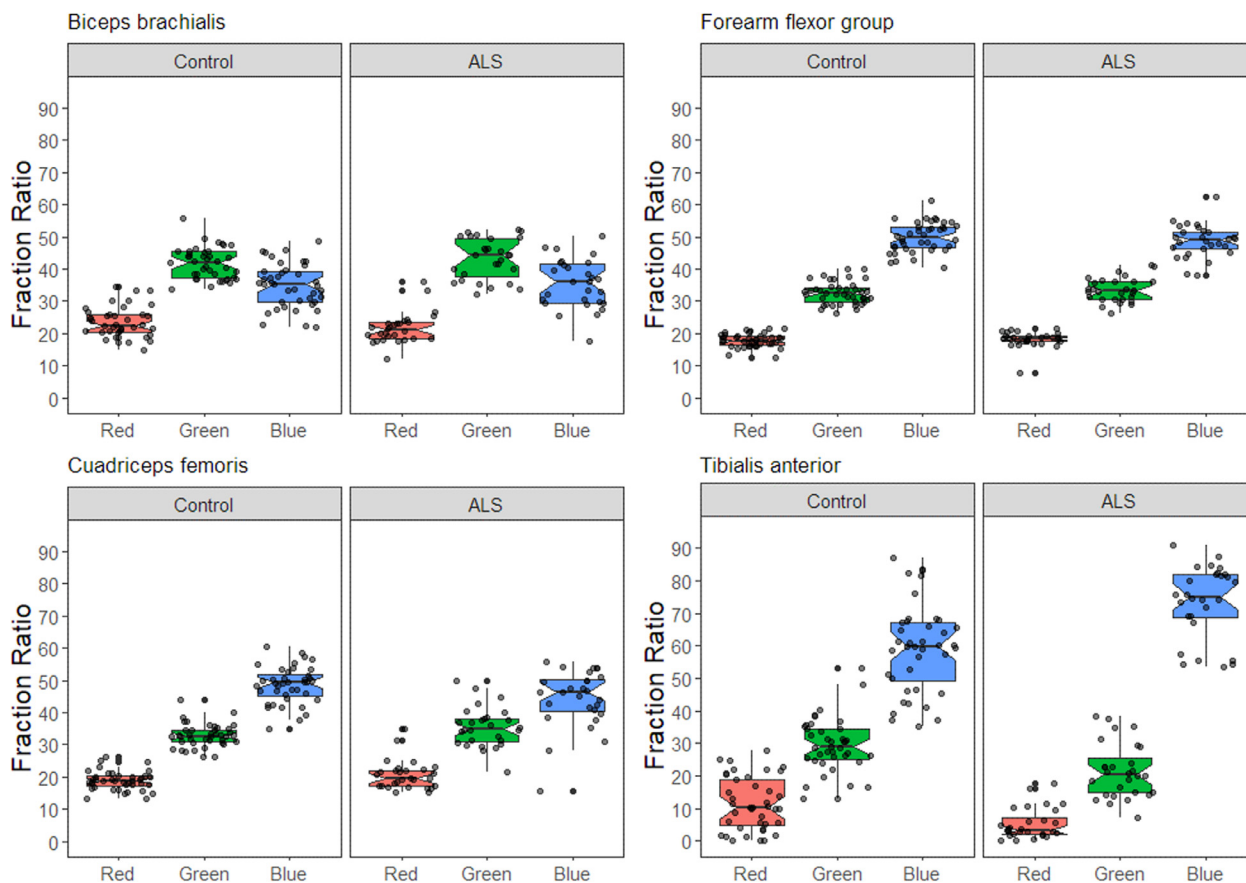 Biceps brachialis
Control
ALS
Fraction Ratio
90
80
70
60
50
40
30
20
10
0
Red
Green
Blue
Red
Green
Blue
Forearm flexor group
Control
ALS
Fraction Ratio
90
80
70
60
50
40
30
20
10
0
Red
Green
Blue
Red
Green
Blue
Cuadriceps femoris
Control
ALS
Fraction Ratio
90
80
70
60
50
40
30
20
10
0
Red
Green
Blue
Red
Green
Blue
Tibialis anterior
Control
ALS
Fraction Ratio
90
80
70
60
50
40
30
20
10
0
Red
Green
Blue
Red
Green
Blue